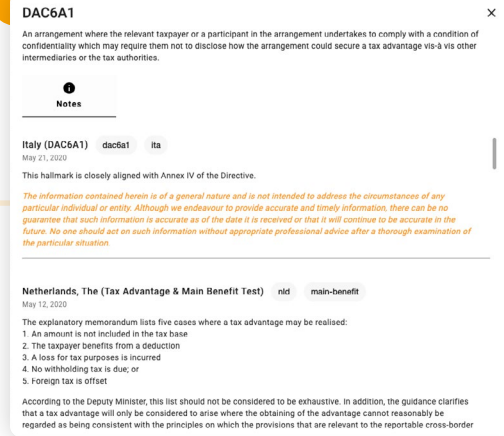 DAC6A1
An arrangement where the relevant taxpayer or a participant in the arrangement undertakes to comply with a condition of
confidentiality which may require them not to disclose how the arrangement could secure a tax advantage vis-à vis other
intermediaries or the tax authorities.
Notes
Italy (DAC6A1) dac6a1 ita
May 21, 2020
This hallmark is closely aligned with Annex IV of the Directive.
The information contained herein is of a general nature and is not intended to address the circumstances of any
particular individual or entity. Although we endeavour to provide accurate and timely information, there can be no
guarantee that such information is accurate as of the date it is received or that it will continue to be accurate in the
future. No one should act on such information without appropriate professional advice after a thorough examination of
the particular situation.
Netherlands, The (Tax Advantage & Main Benefit Test) nld main-benefit
May 12, 2020
The explanatory memorandum lists five cases where a tax advantage may be realised:
1. An amount is not included in the tax base
2. The taxpayer benefits from a deduction
3. A loss for tax purposes is incurred
4. No withholding tax is due; or
5. Foreign tax is offset
According to the Deputy Minister, this list should not be considered to be exhaustive. In addition, the guidance clarifies
that a tax advantage will only be considered to arise where the obtaining of the advantage cannot reasonably be
regarded as being consistent with the principles on which the provisions that are relevant to the reportable cross-border